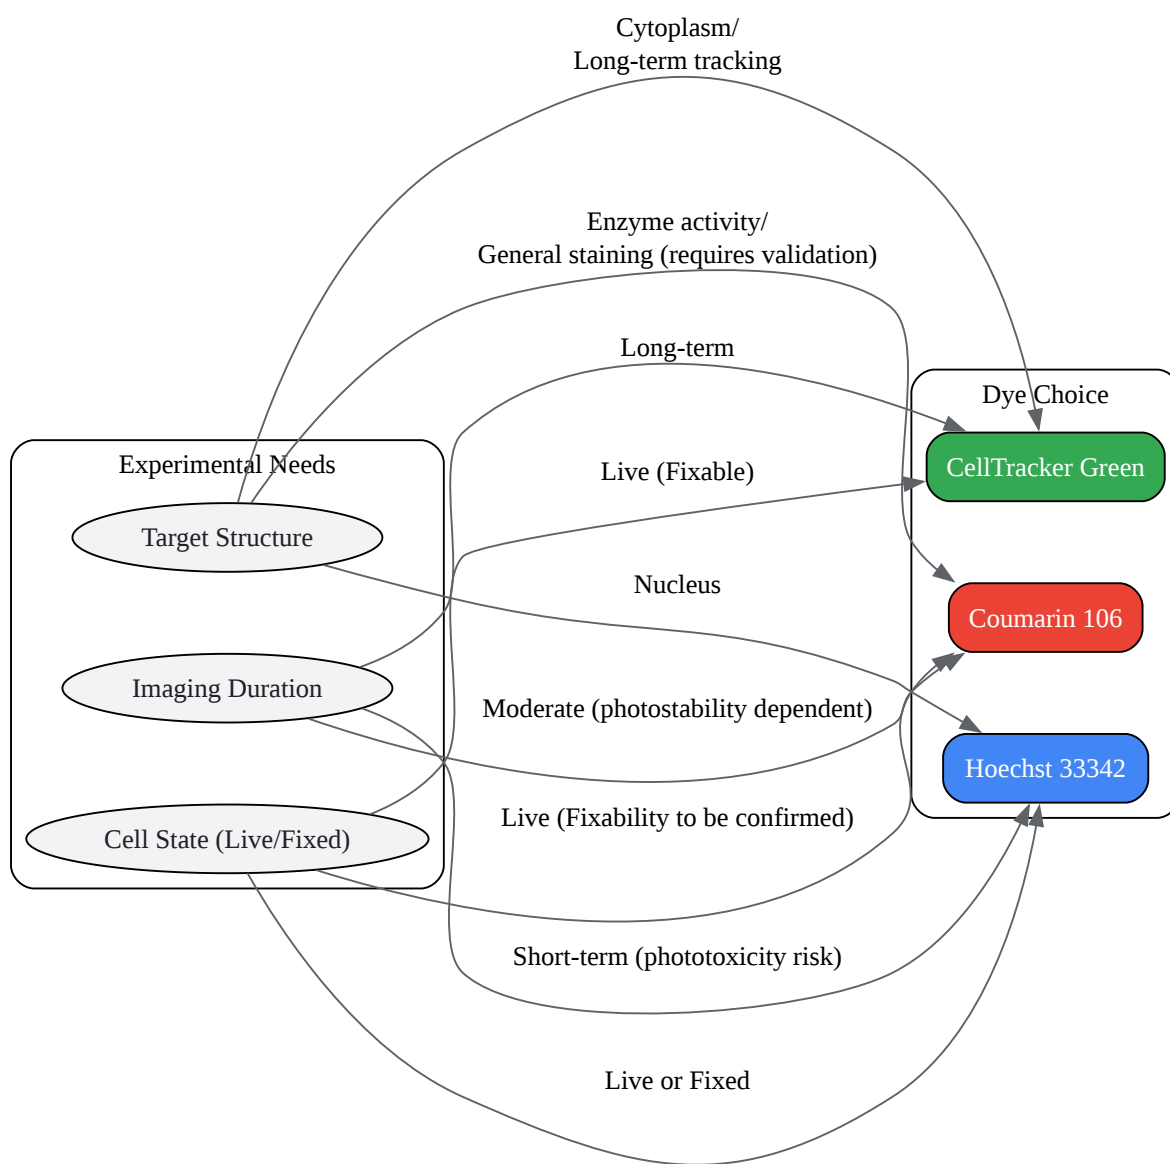 Cytoplasm/
Long-term tracking
Enzyme activity/
General staining (requires validation)
Long-term
Dye Choice
Experimental Needs
CellTracker Green
Live (Fixable)
Target Structure
Nucleus
Coumarin 106
Imaging Duration
Moderate (photostability dependent)
Hoechst 33342
Live (Fixability to be confirmed)
Cell State (Live/Fixed)
Short-term (phototoxicity risk)
Live or Fixed